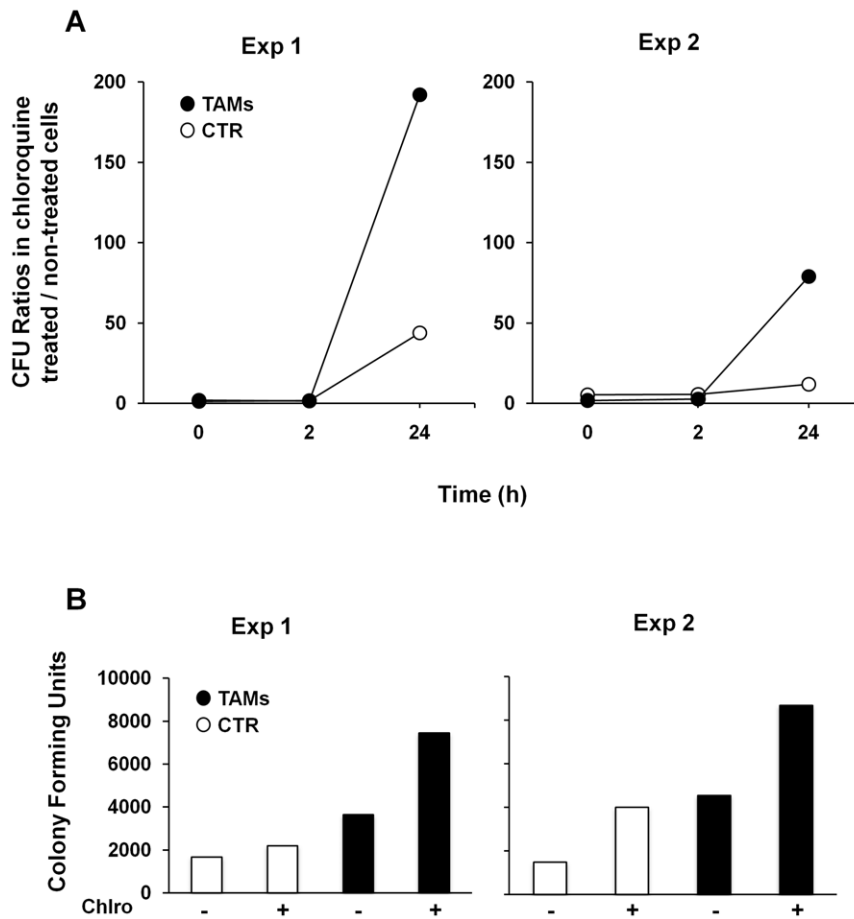 A
Exp 1
Exp 2
CFU Ratios in chloroquine
treated / non-treated cells
200
150
100
50
0
TAMs
CTR
0
2
24
200
150
100
50
0
0
2
24
Time (h)
B
Exp 1
Exp 2
Colony Forming Units
10000
8000
6000
4000
2000
0
TAMs
CTR
Chlro - + - +
- + - +